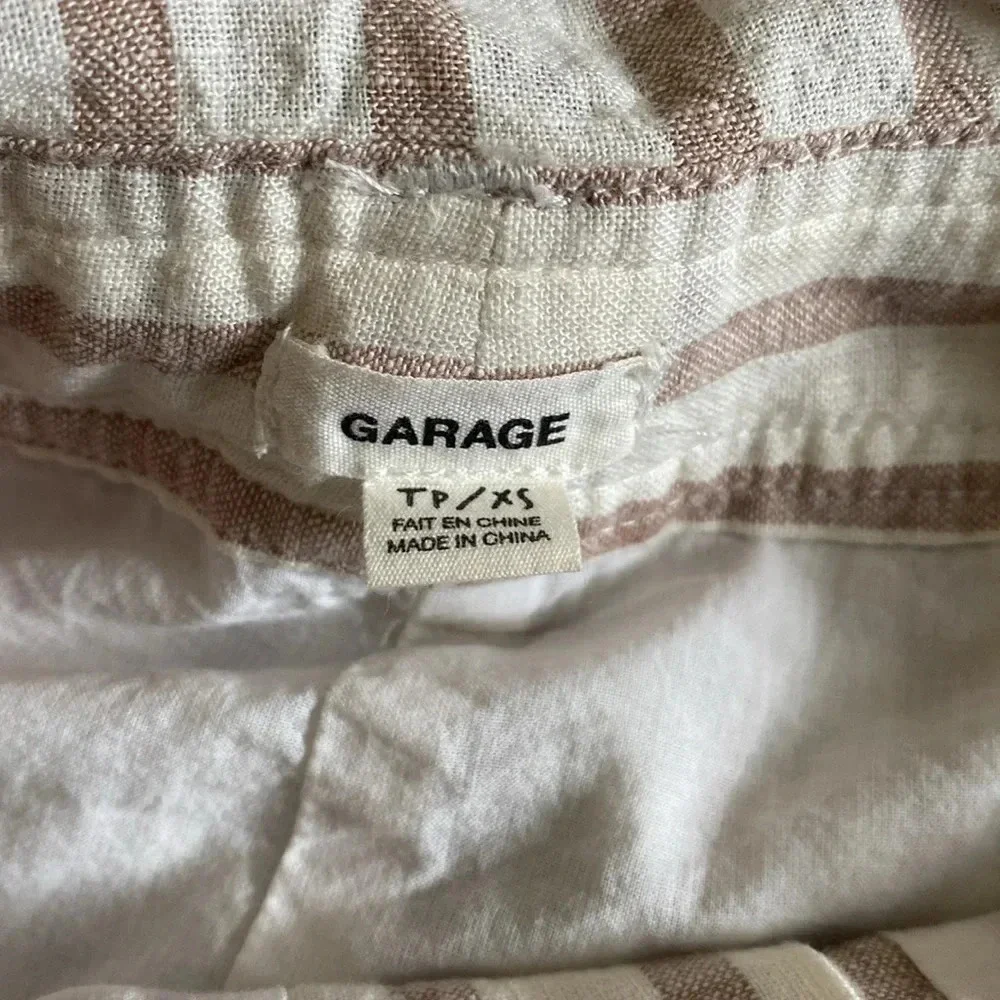 GARAGE
TP/XS
FAIT EN CHINE
MADE IN CHINA